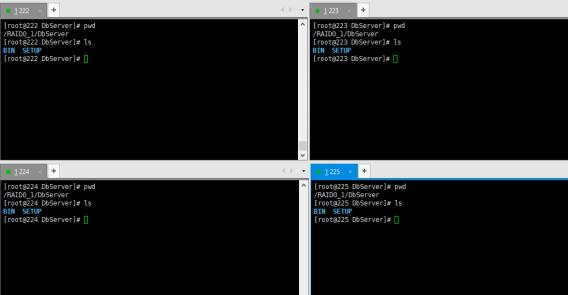 1 222
+
[root@222 DbServer]# pwd
/RAID0_1/DbServer
[root@222 DbServer]# ls
BIN SETUP
[root@222 DbServer]#
1 223
+
[root@223 DbServer]# pwd
/RAID0_1/DbServer
[root@223 DbServer]# ls
BIN SETUP
[root@223 DbServer]#
1 224
+
[root@224 DbServer]# pwd
/RAID0_1/DbServer
[root@224 DbServer]# ls
BIN SETUP
[root@224 DbServer]#
1 225
+
[root@225 DbServer]# pwd
/RAID0_1/DbServer
[root@225 DbServer]# ls
BIN SETUP
[root@225 DbServer]#